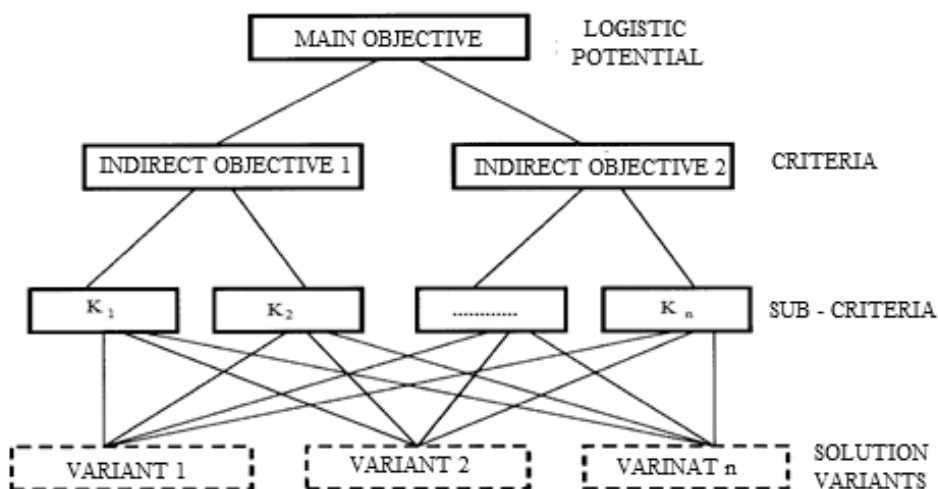 MAIN OBJECTIVE
LOGISTIC
POTENTIAL
INDIRECT OBJECTIVE 1
INDIRECT OBJECTIVE 2
CRITERIA
K 1
K 2
.............
K n
SUB - CRITERIA
VARIANT 1
VARIANT 2
VARINAT n
SOLUTION
VARIANTS